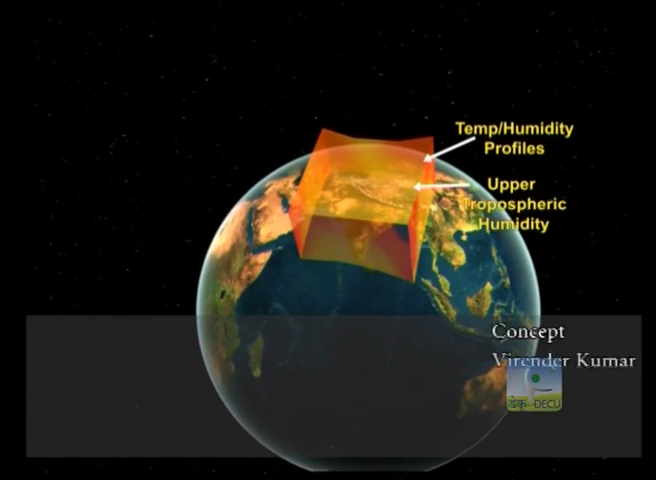 Temp/Humidity
Profiles
Upper
Tropospheric
Humidity
Concept
Virender Kumar
डेकू DECU